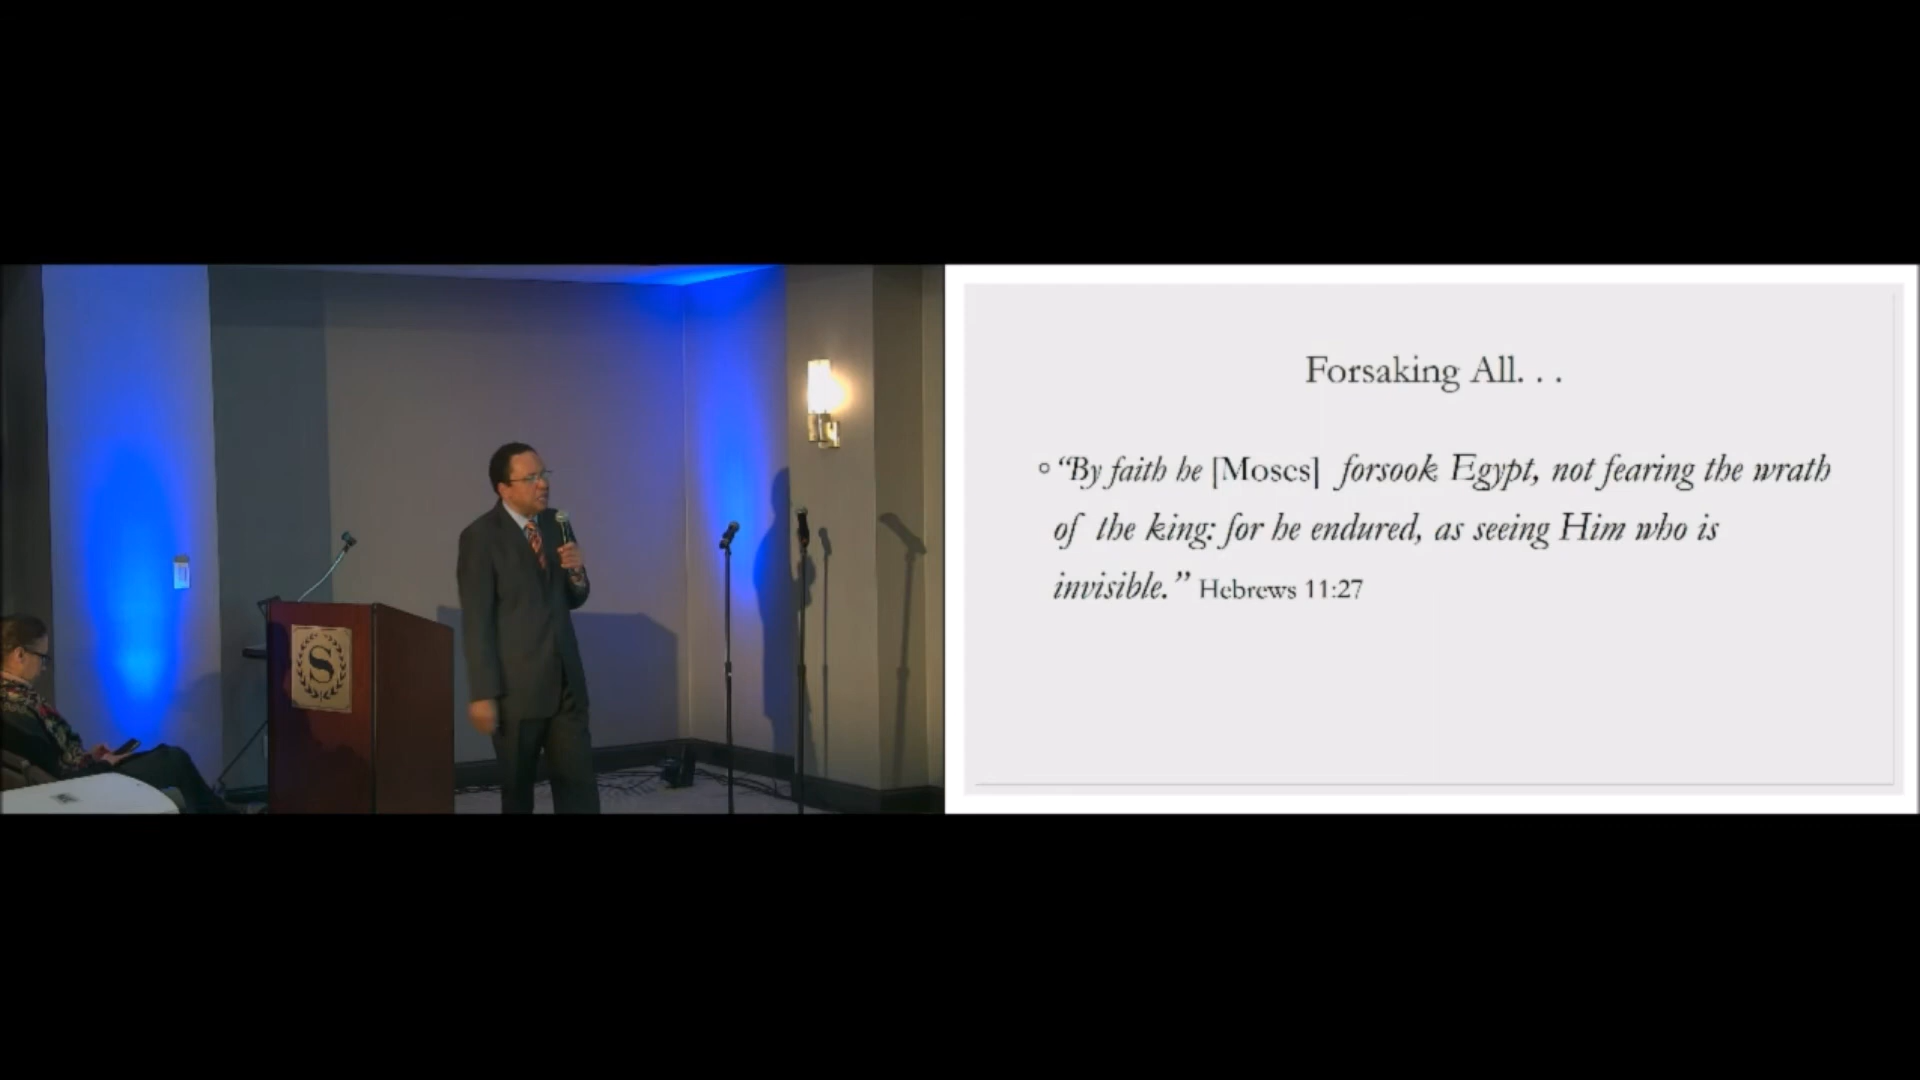 S
Forsaking All. . .
“By faith he [Moses] forsook Egypt, not fearing the wrath
of the king: for he endured, as seeing Him who is
invisible.” Hebrews 11:27